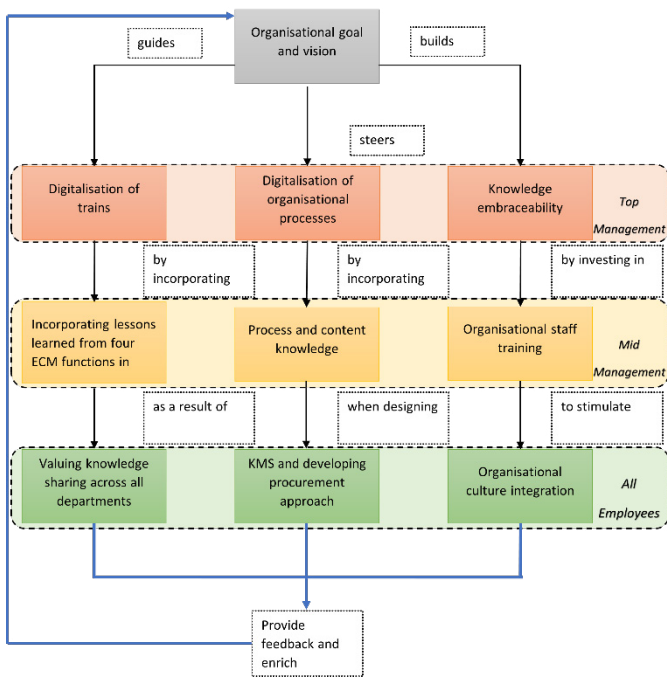 Organisational goal
and vision
guides
builds
steers
Digitalisation of
trains
Digitalisation of
organisational
processes
Knowledge
embraceability
Top
Management
by
incorporating
by
incorporating
by investing in
Incorporating lessons
learned from four
ECM functions in
Process and content
knowledge
Organisational staff
training
Mid
Management
as a result of
when designing
to stimulate
Valuing knowledge
sharing across all
departments
KMS and developing
procurement
approach
Organisational
culture integration
All
Employees
Provide
feedback and
enrich